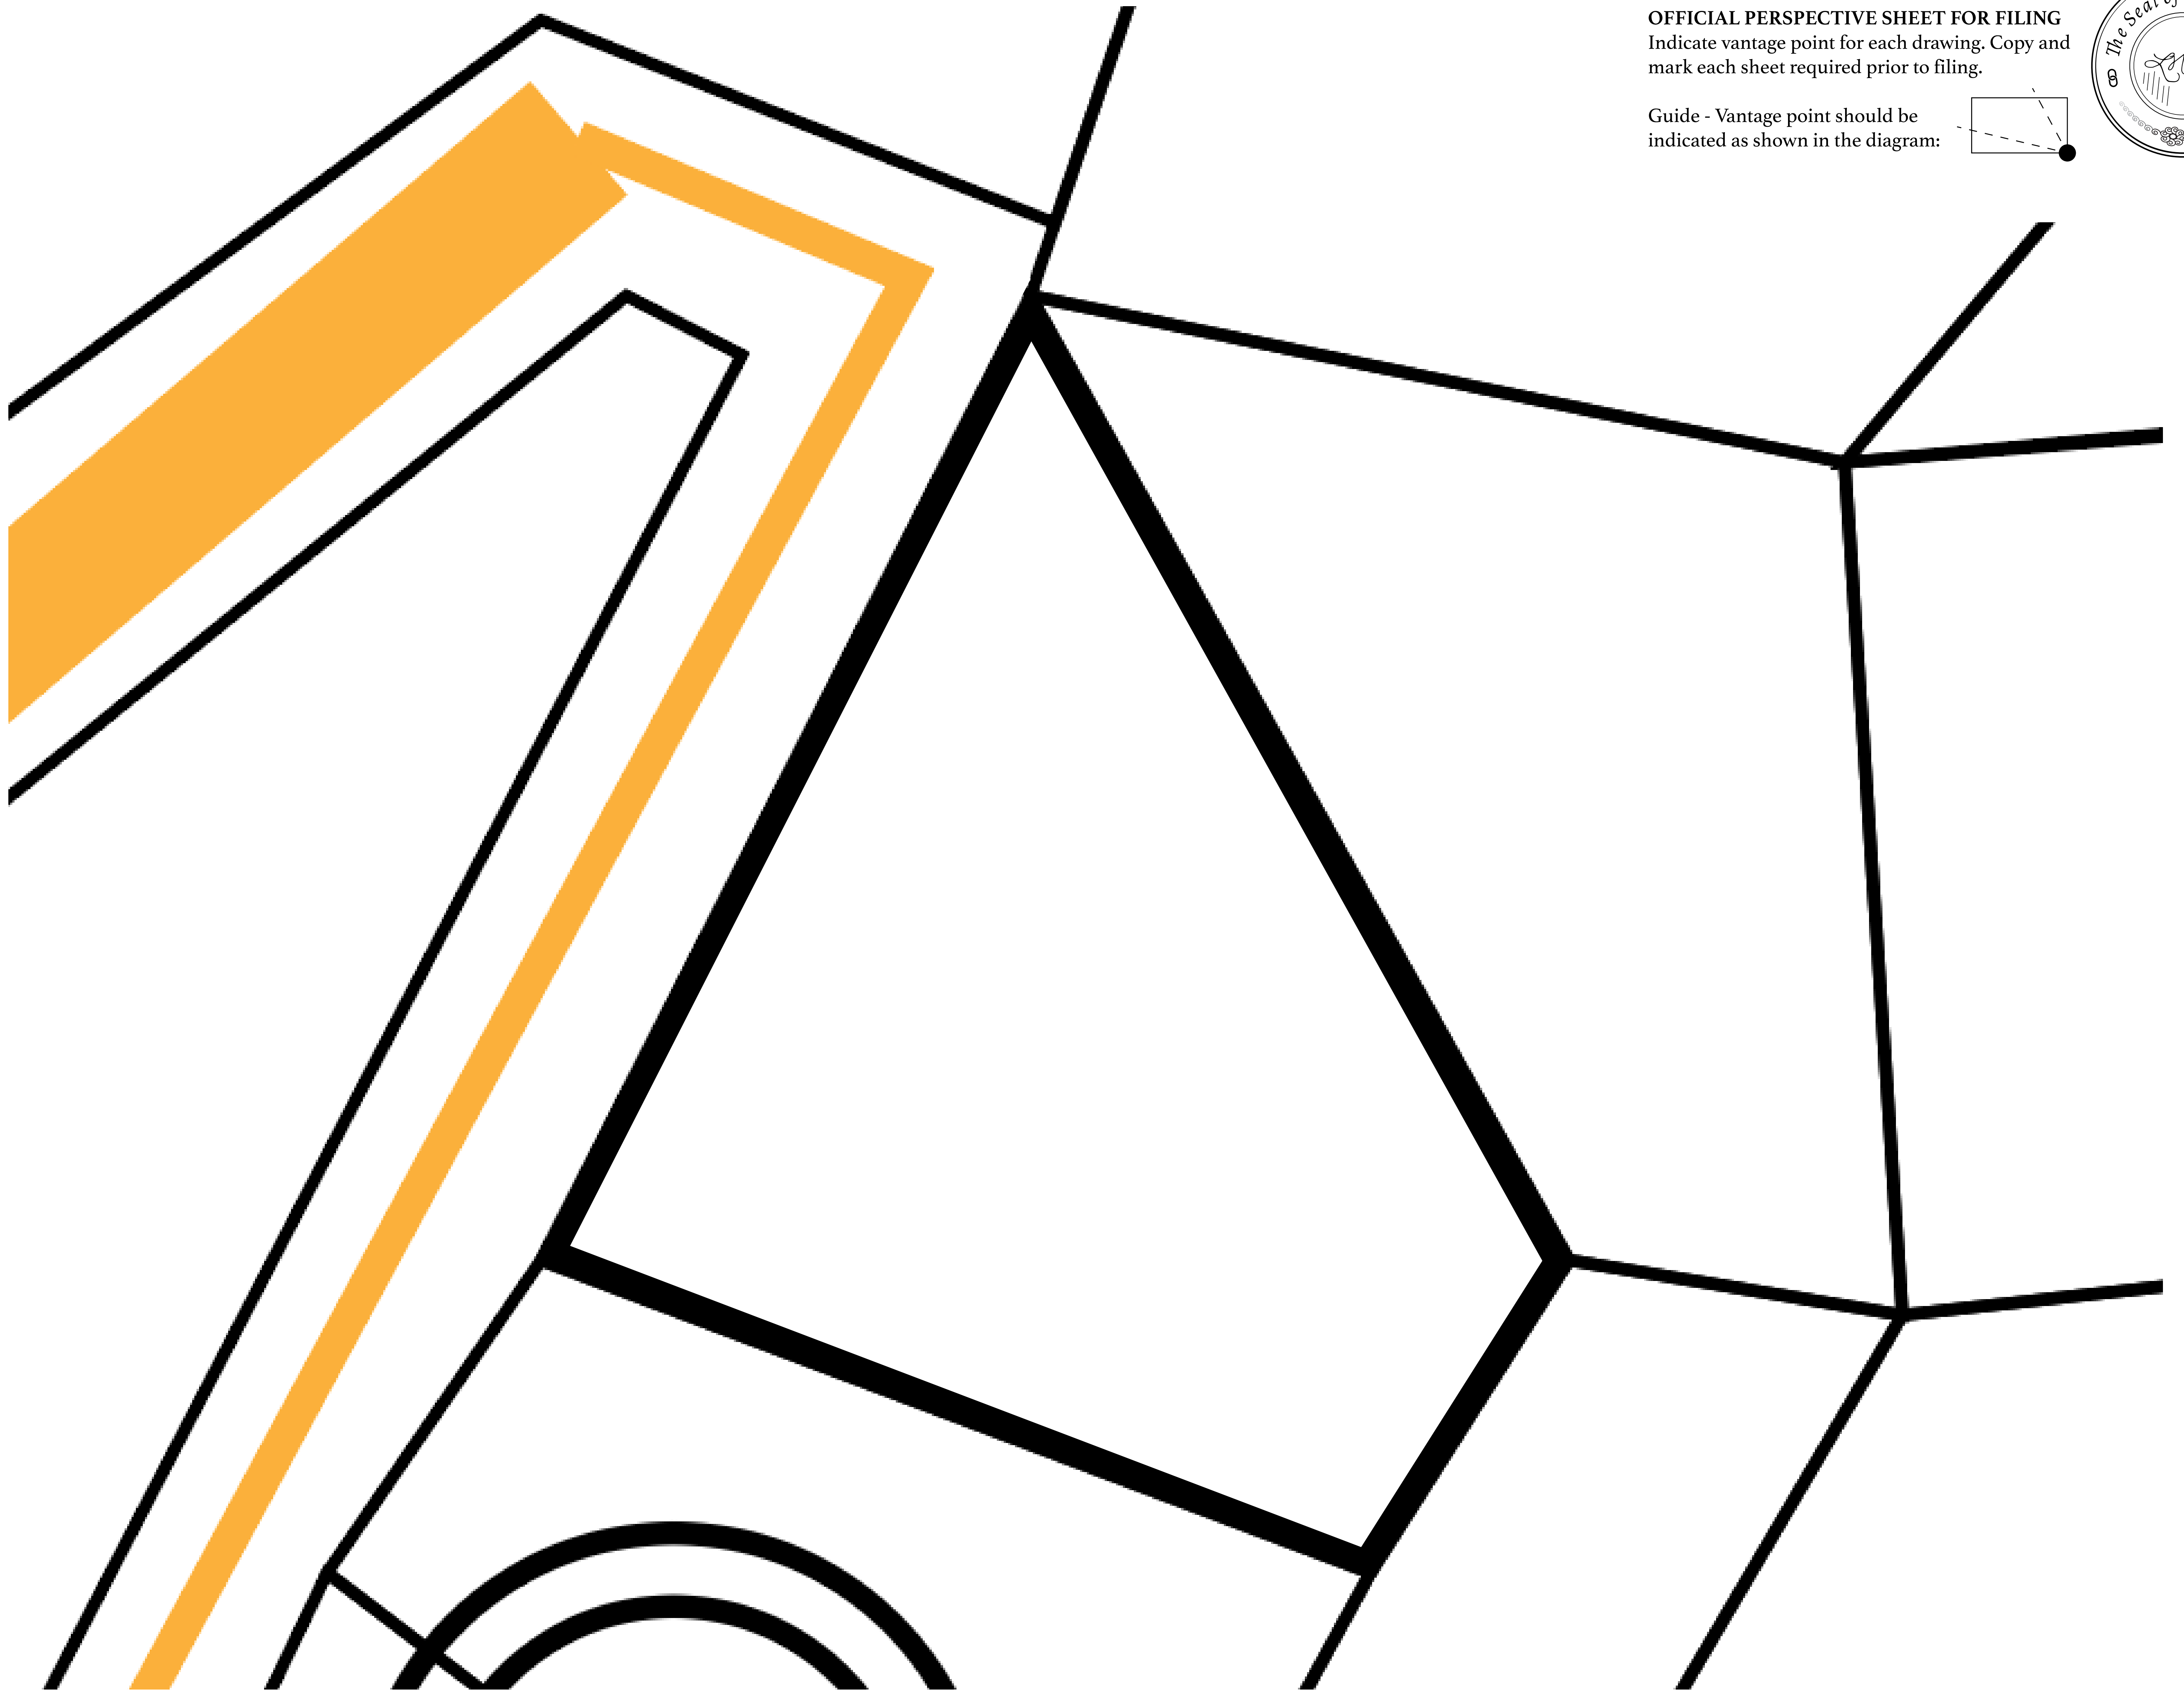 OFFICIAL PERSPECTIVE SHEET FOR FILING
Indicate vantage point for each drawing. Copy and
mark each sheet required prior to filing.
Guide - Vantage point should be
indicated as shown in the diagram:
The Seal of